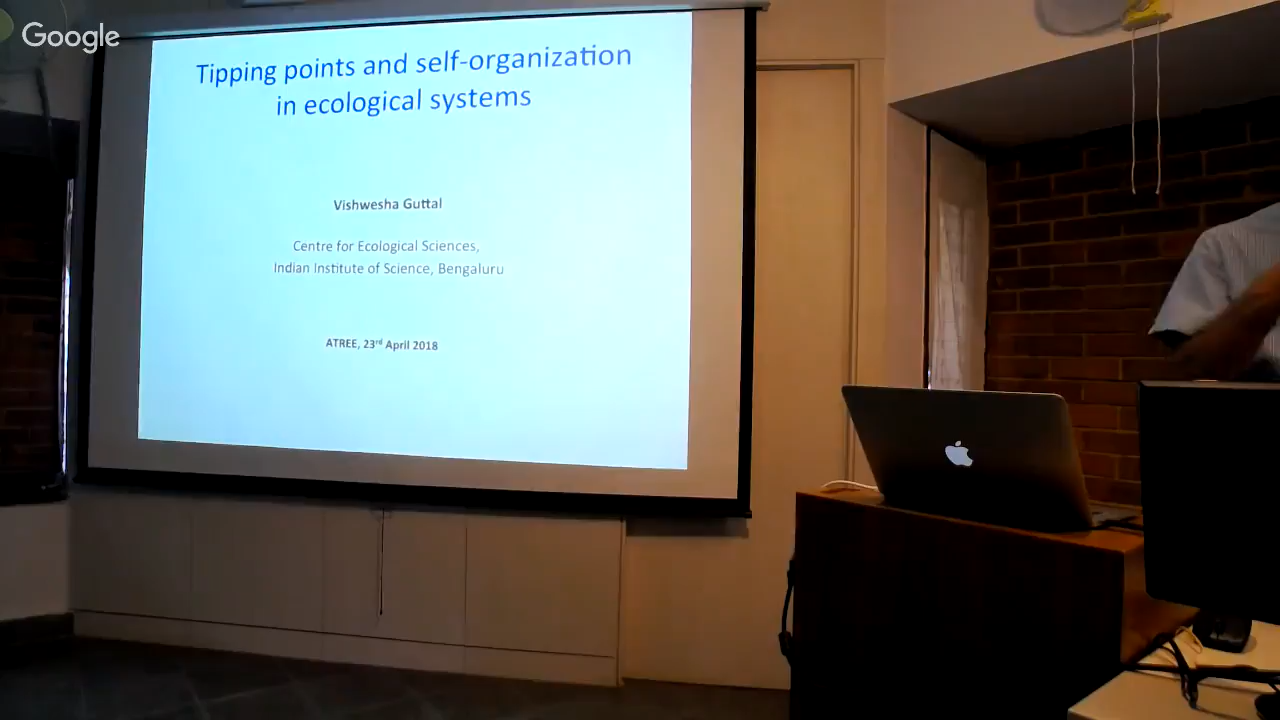 Google
Tipping points and self-organization
in ecological systems
Vishwesha Guttal
Centre for Ecological Sciences,
Indian Institute of Science, Bengaluru
ATREE, 23rd April 2018